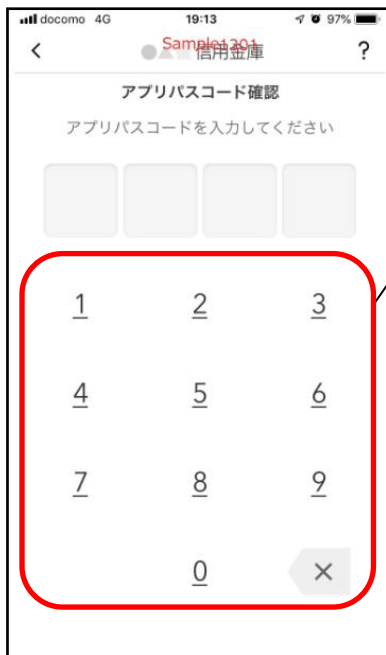 docomo 4G 19:13 97%
Sample1301
信用金庫 ?
アプリパスコード確認
アプリパスコードを入力してください
1 2 3
4 5 6
7 8 9
0